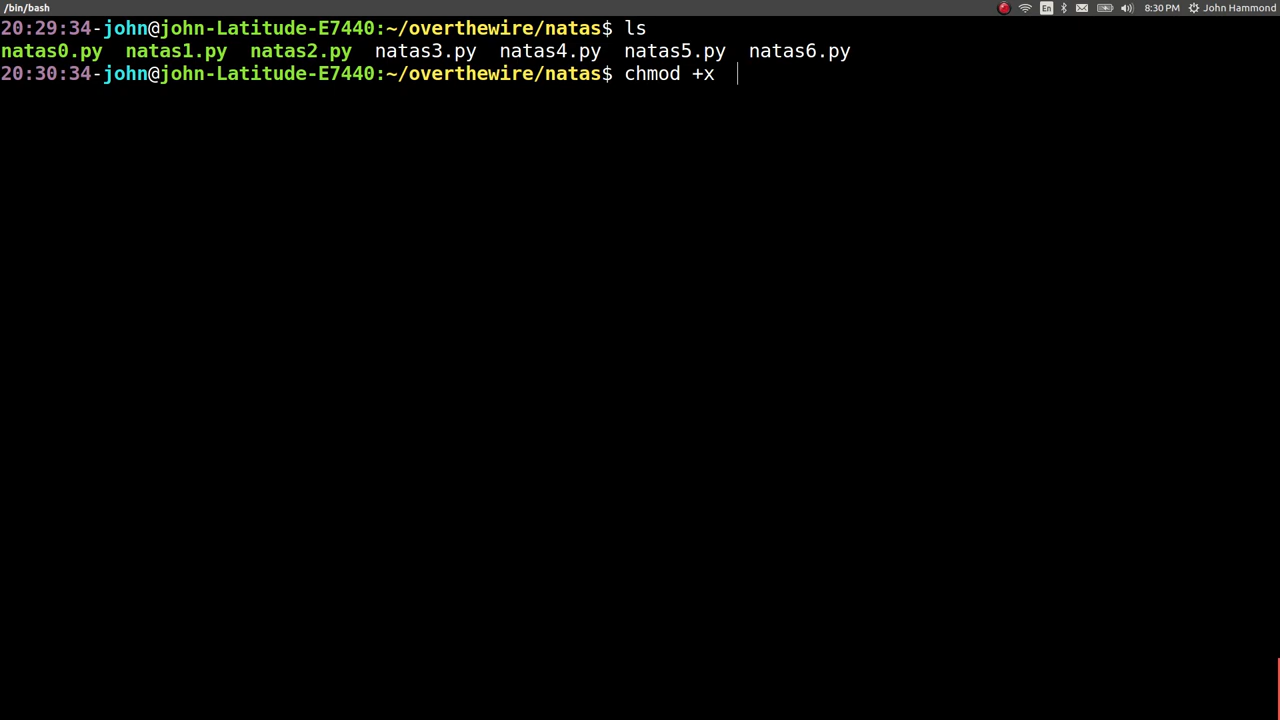 /bin/bash En 8:30 PM John Hammond
20:29:34-john@john-Latitude-E7440:~/overthewire/natas$ ls
natas0.py natas1.py natas2.py natas3.py natas4.py natas5.py natas6.py
20:30:34-john@john-Latitude-E7440:~/overthewire/natas$ chmod +x